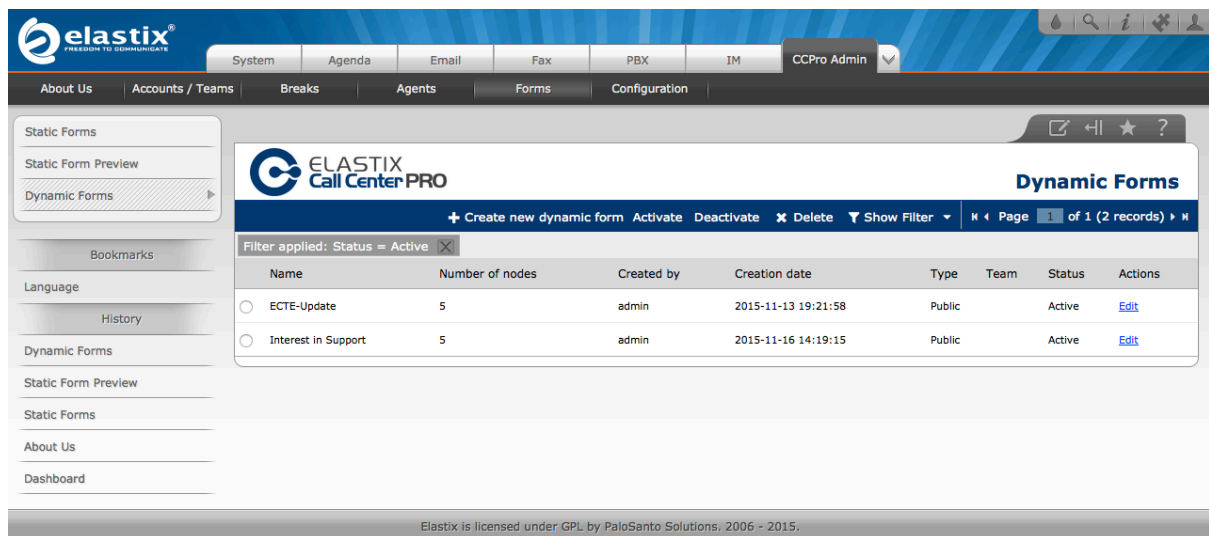 elastix®
FREEDOM TO COMMUNICATE
System Agenda Email Fax PBX IM CCPro Admin
About Us Accounts / Teams Breaks Agents Forms Configuration
Static Forms
Static Form Preview
Dynamic Forms
Bookmarks
Language
History
Dynamic Forms
Static Form Preview
Static Forms
About Us
Dashboard
ELASTIX
Call Center PRO
Dynamic Forms
Create new dynamic form Activate Deactivate Delete Show Filter Page 1 of 1 (2 records)
Filter applied: Status = Active
Name Number of nodes Created by Creation date Type Team Status Actions
ECTE-Update 5 admin 2015-11-13 19:21:58 Public Active Edit
Interest in Support 5 admin 2015-11-16 14:19:15 Public Active Edit
Elastix is licensed under GPL by PaloSanto Solutions. 2006 - 2015.